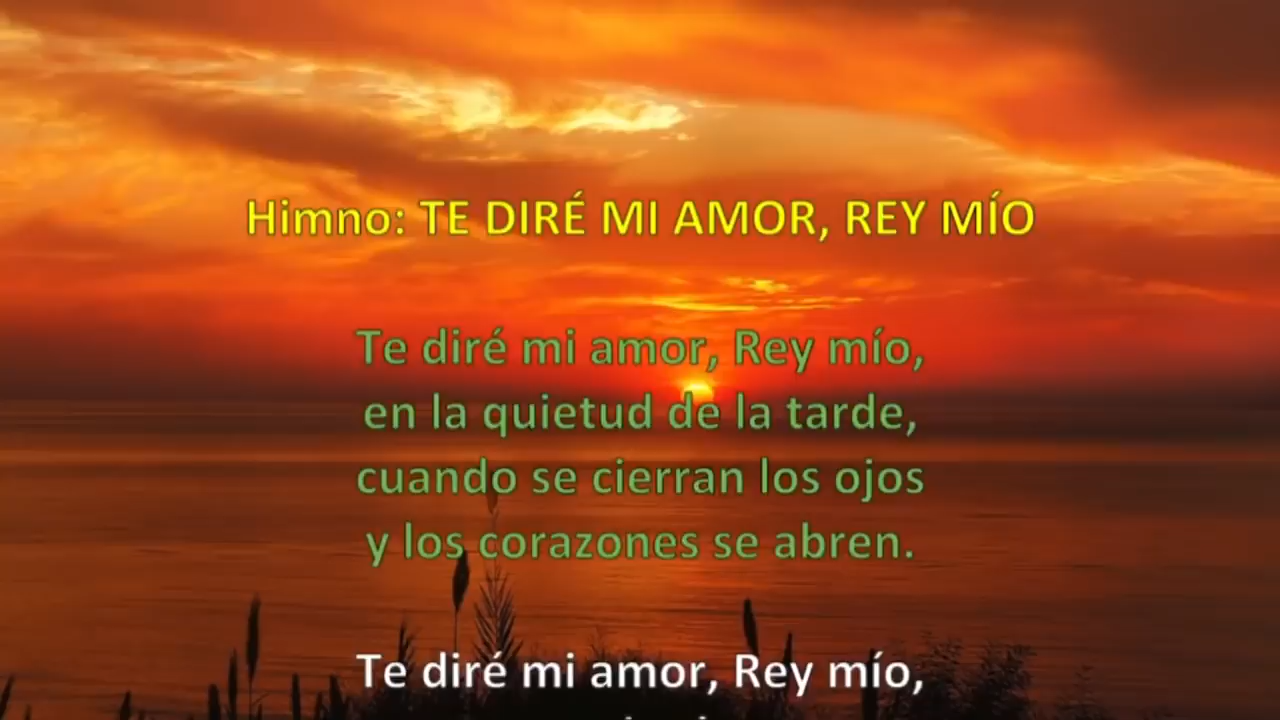 Himno: TE DIRÉ MI AMOR, REY MÍO
Te diré mi amor, Rey mío,
en la quietud de la tarde,
cuando se cierran los ojos
y los corazones se abren.
Te diré mi amor, Rey mío,